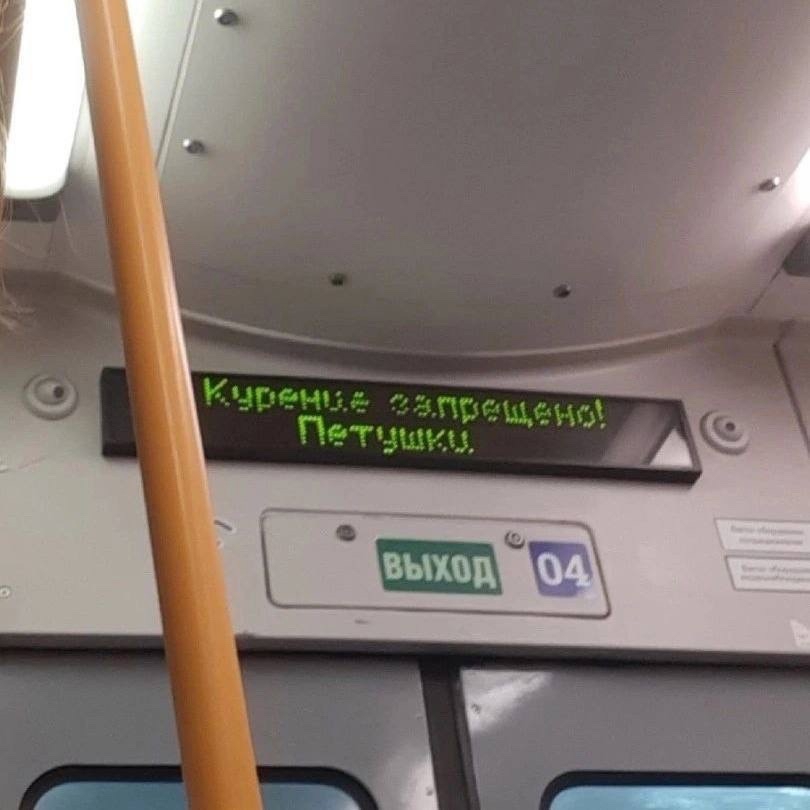 Курение запрещено!
Петушки
ВЫХОД
04